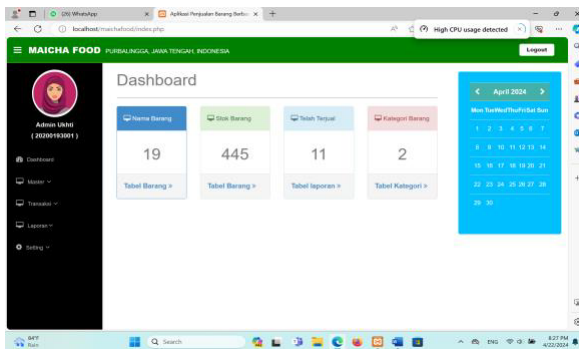 (26) WhatsApp
Aplikasi Penjualan Barang Berba
localhost/maichafood/index.php
High CPU usage detected
MAICHA FOOD PURBALINGGA, JAWA TENGAH, INDONESIA
Logout
Admin Ukhti
( 20200193001 )
Dashboard
Master
Transaksi
Laporan
Setting
Dashboard
Nama Barang
19
Tabel Barang »
Stok Barang
445
Tabel Barang »
Telah Terjual
11
Tabel laporan »
Kategori Barang
2
Tabel Kategori »
April 2024
Mon Tue Wed Thu Fri Sat Sun
1 2 3 4 5 6 7
8 9 10 11 12 13 14
15 16 17 18 19 20 21
22 23 24 25 26 27 28
29 30
84°F
Rain
Search
ENG
8:27 PM
4/22/2024